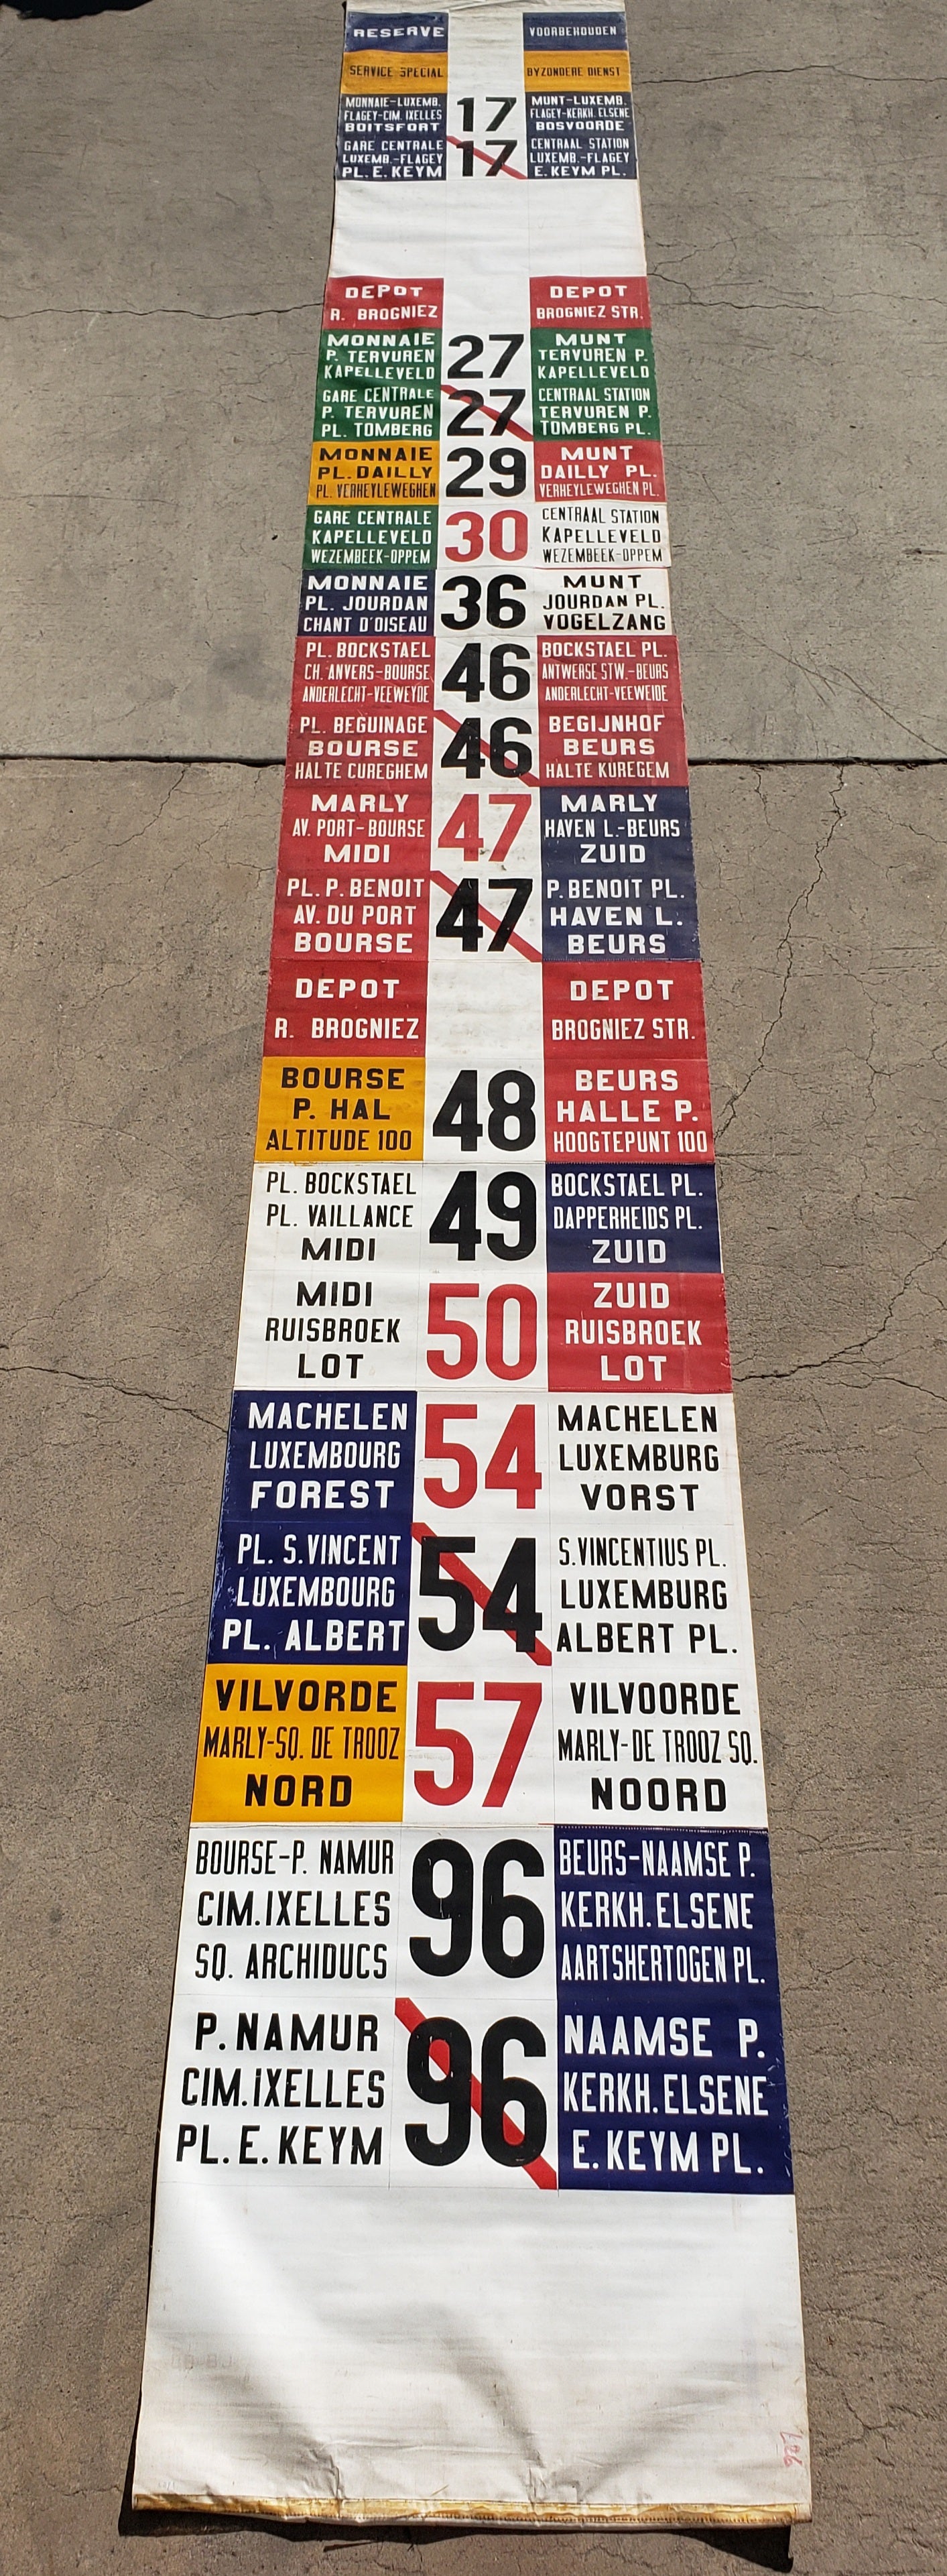 RESERVE VOORBEHOUDEN
SERVICE SPECIAL BYZONDERE DIENST
MONNAIE-LUXEMB. MUNT-LUXEMB.
FLAGEY-CIM. IXELLES 17 FLAGEY-KERKH. ELSENE
BOITSFORT BOSVOORDE
GARE CENTRALE CENTRAAL STATION
LUXEMB.-FLAGEY 17 LUXEMB.-FLAGEY
PL. E. KEYM E. KEYM PL.
DEPOT DEPOT
R. BROGNIEZ BROGNIEZ STR.
MONNAIE MUNT
P. TERVUREN 27 TERVUREN P.
KAPELLEVELD KAPELLEVELD
GARE CENTRALE CENTRAAL STATION
P. TERVUREN 27 TERVUREN P.
PL. TOMBERG TOMBERG PL.
MONNAIE MUNT
PL. DAILLY 29 DAILLY PL.
PL. VERHEYLEWEGHEN VERHEYLEWEGHEN PL.
GARE CENTRALE CENTRAAL STATION
KAPELLEVELD 30 KAPELLEVELD
WEZEMBEEK-OPPEM WEZEMBEEK-OPPEM
MONNAIE MUNT
PL. JOURDAN 36 JOURDAN PL.
CHANT D'OISEAU VOGELZANG
PL. BOCKSTAEL BOCKSTAEL PL.
CH. ANVERS-BOURSE 46 ANTWERSE STW.-BEURS
ANDERLECHT-VEEWEYDE ANDERLECHT-VEEWEIDE
PL. BEGUINAGE BEGIJNHOF
BOURSE 46 BEURS
HALTE CUREGHEM HALTE KUREGEM
MARLY MARLY
AV. PORT-BOURSE 47 HAVEN L.-BEURS
MIDI ZUID
PL. P. BENOIT P. BENOIT PL.
AV. DU PORT 47 HAVEN L.
BOURSE BEURS
DEPOT DEPOT
R. BROGNIEZ BROGNIEZ STR.
BOURSE BEURS
P. HAL 48 HALLE P.
ALTITUDE 100 HOOGTEPUNT 100
PL. BOCKSTAEL BOCKSTAEL PL.
PL. VAILLANCE 49 DAPPERHEIDS PL.
MIDI ZUID
MIDI ZUID
RUISBROEK 50 RUISBROEK
LOT LOT
MACHELEN MACHELEN
LUXEMBOURG 54 LUXEMBURG
FOREST VORST
PL. S.VINCENT S.VINCENTIUS PL.
LUXEMBOURG 54 LUXEMBURG
PL. ALBERT ALBERT PL.
VILVORDE VILVOORDE
MARLY-SQ. DE TROOZ 57 MARLY-DE TROOZ SQ.
NORD NOORD
BOURSE-P. NAMUR BEURS-NAAMSE P.
CIM.IXELLES 96 KERKH.ELSENE
SQ. ARCHIDUCS AARTSHERTOGEN PL.
P. NAMUR NAAMSE P.
CIM.IXELLES 96 KERKH.ELSENE
PL. E. KEYM E. KEYM PL.